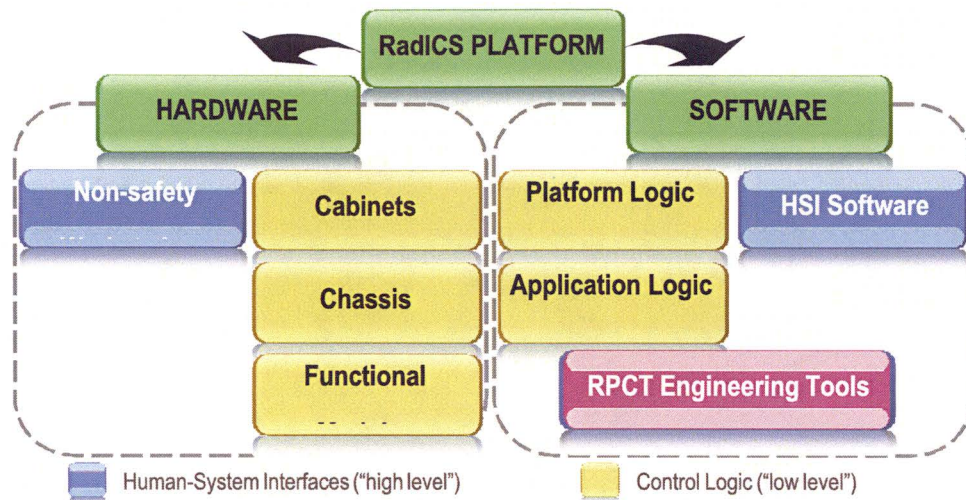 RadICS PLATFORM
HARDWARE
SOFTWARE
Non-safety
Cabinets
Platform Logic
HSI Software
Chassis
Application Logic
Functional
RPCT Engineering Tools
Human-System Interfaces ("high level")
Control Logic ("low level")